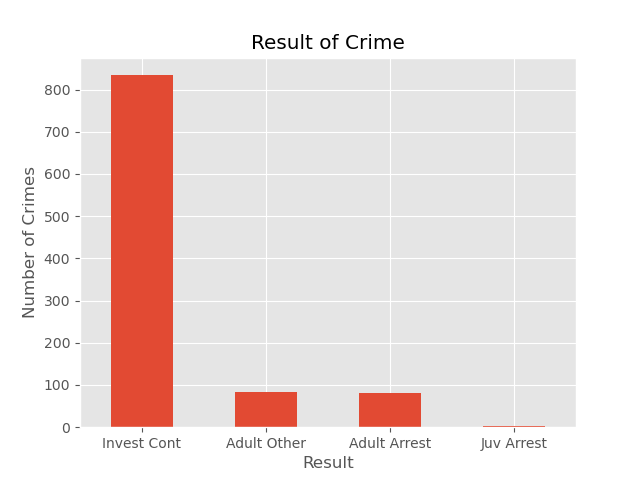 Result of Crime
Number of Crimes
800
700
600
500
400
300
200
100
0
Invest Cont
Adult Other
Adult Arrest
Juv Arrest
Result